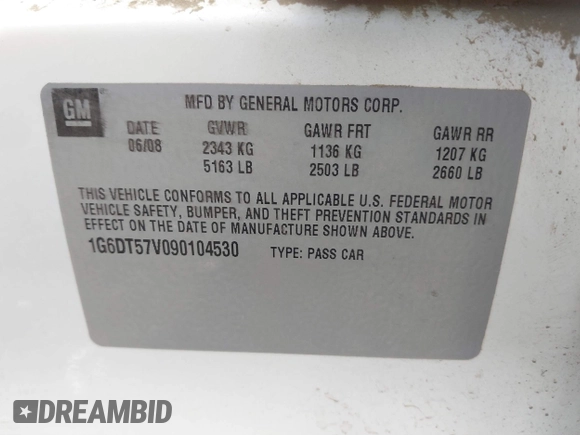 GM
MFD BY GENERAL MOTORS CORP.
DATE GVWR GAWR FRT GAWR RR
06/08 2343 KG 1136 KG 1207 KG
5163 LB 2503 LB 2660 LB
THIS VEHICLE CONFORMS TO ALL APPLICABLE U.S. FEDERAL MOTOR
VEHICLE SAFETY, BUMPER, AND THEFT PREVENTION STANDARDS IN
EFFECT ON THE DATE OF MANUFACTURE SHOWN ABOVE.
1G6DT57V090104530 TYPE: PASS CAR
DREAMBID